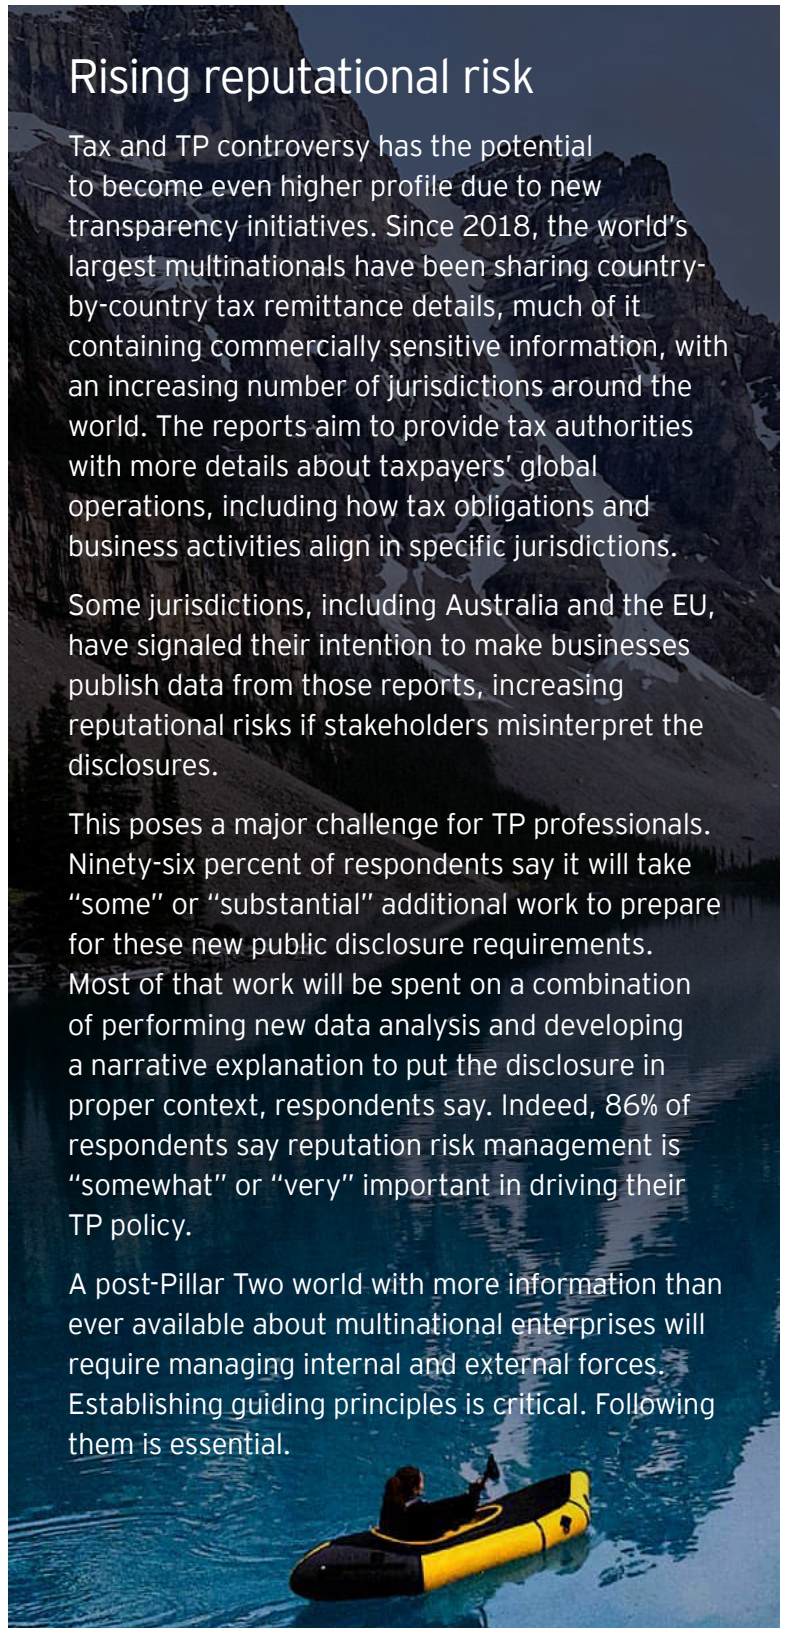 Rising reputational risk
Tax and TP controversy has the potential
to become even higher profile due to new
transparency initiatives. Since 2018, the world’s
largest multinationals have been sharing country-
by-country tax remittance details, much of it
containing commercially sensitive information, with
an increasing number of jurisdictions around the
world. The reports aim to provide tax authorities
with more details about taxpayers’ global
operations, including how tax obligations and
business activities align in specific jurisdictions.
Some jurisdictions, including Australia and the EU,
have signaled their intention to make businesses
publish data from those reports, increasing
reputational risks if stakeholders misinterpret the
disclosures.
This poses a major challenge for TP professionals.
Ninety-six percent of respondents say it will take
“some” or “substantial” additional work to prepare
for these new public disclosure requirements.
Most of that work will be spent on a combination
of performing new data analysis and developing
a narrative explanation to put the disclosure in
proper context, respondents say. Indeed, 86% of
respondents say reputation risk management is
“somewhat” or “very” important in driving their
TP policy.
A post-Pillar Two world with more information than
ever available about multinational enterprises will
require managing internal and external forces.
Establishing guiding principles is critical. Following
them is essential.